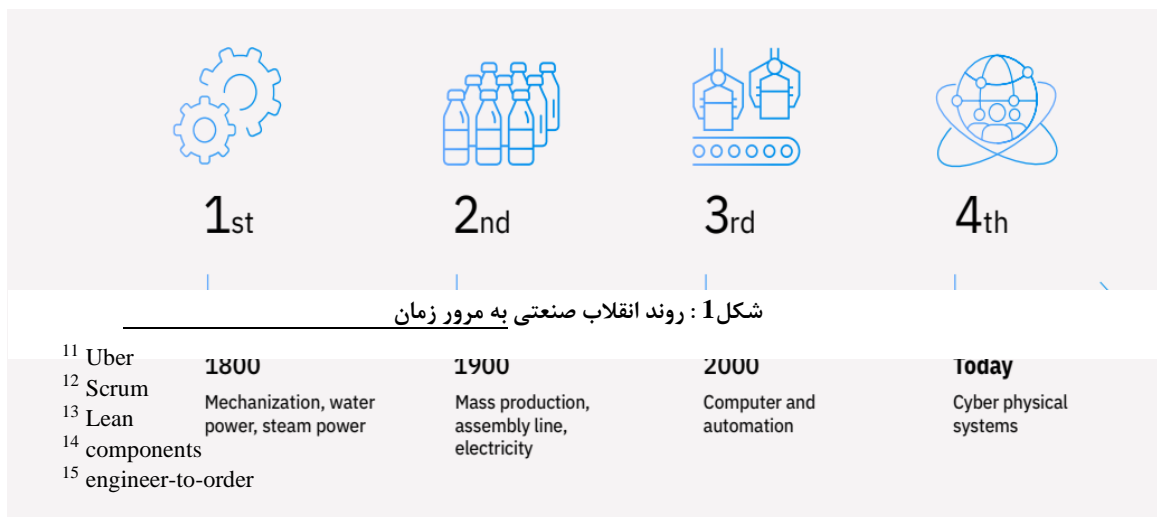 1st
2nd
3rd
4th
شکل1 : روند انقلاب صنعتی به مرور زمان
11 Uber
12 Scrum
13 Lean
14 components
15 engineer-to-order
1800
Mechanization, water
power, steam power
1900
Mass production,
assembly line,
electricity
2000
Computer and
automation
Today
Cyber physical
systems